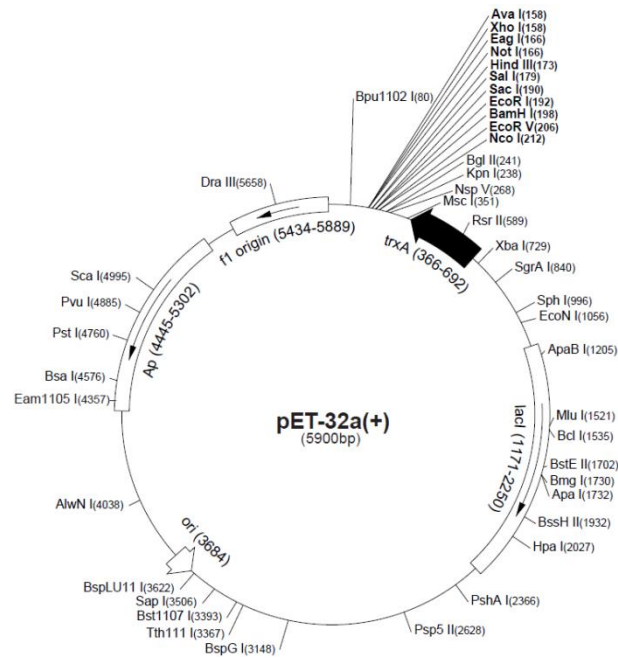 Ava I(158)
Xho I(158)
Eag I(166)
Not I(166)
Hind III(173)
Sal I(179)
Sac I(190)
EcoR I(192)
BamH I(198)
EcoR V(206)
Nco I(212)
Bpu1102 I(80)
Bgl II(241)
Kpn I(238)
Nsp V(268)
Msc I(351)
Rsr II(589)
Xba I(729)
SgrA I(840)
Sph I(996)
EcoN I(1056)
ApaB I(1205)
Mlu I(1521)
Bcl I(1535)
BstE II(1702)
Bmg I(1730)
Apa I(1732)
BssH II(1932)
Hpa I(2027)
PshA I(2366)
Psp5 II(2628)
BspG I(3148)
Tth111 I(3367)
Bst1107 I(3393)
Sap I(3506)
BspLU11 I(3622)
AlwN I(4038)
Eam1105 I(4357)
Bsa I(4576)
Pst I(4760)
Pvu I(4885)
Sca I(4995)
Dra III(5658)
f1 origin (5434-5889)
trxA (366-692)
Ap (4445-5302)
lacI (1171-2250)
ori (3684)
pET-32a(+)
(5900bp)